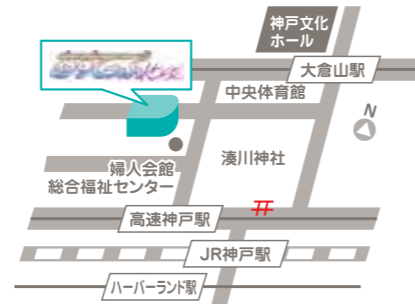 神戸文化
ホール
大倉山駅
中央体育館
N
湊川神社
婦人会館
総合福祉センター
高速神戸駅
JR神戸駅
ハーバーランド駅